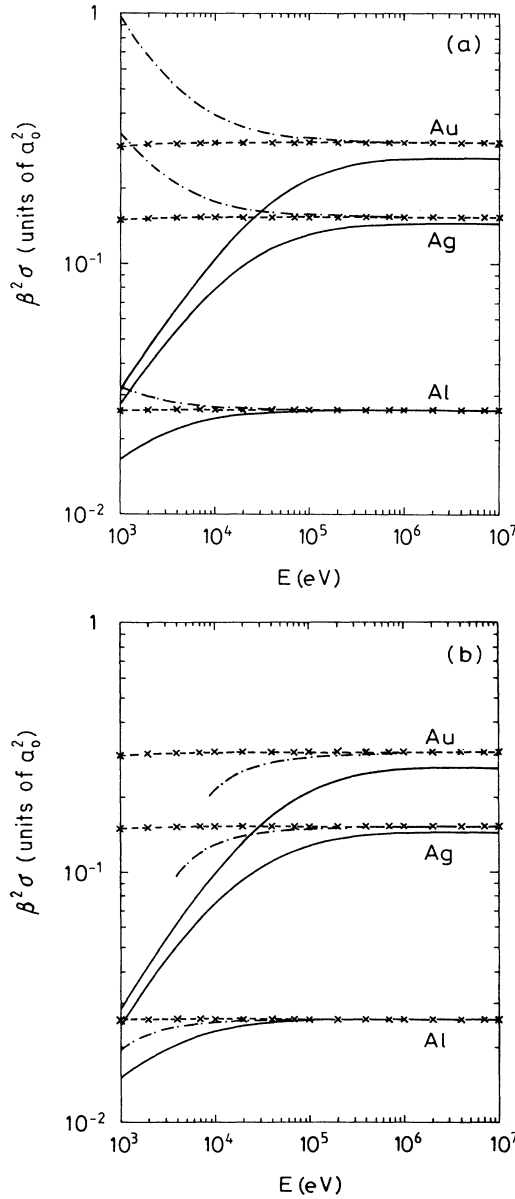 1
(a)
Au
β²σ (units of a₀²)
10⁻¹
Ag
Al
10⁻²
10³ 10⁴ 10⁵ 10⁶ 10⁷
E (eV)
1
(b)
Au
β²σ (units of a₀²)
Ag
10⁻¹
Al
10⁻²
10³ 10⁴ 10⁵ 10⁶ 10⁷
E (eV)